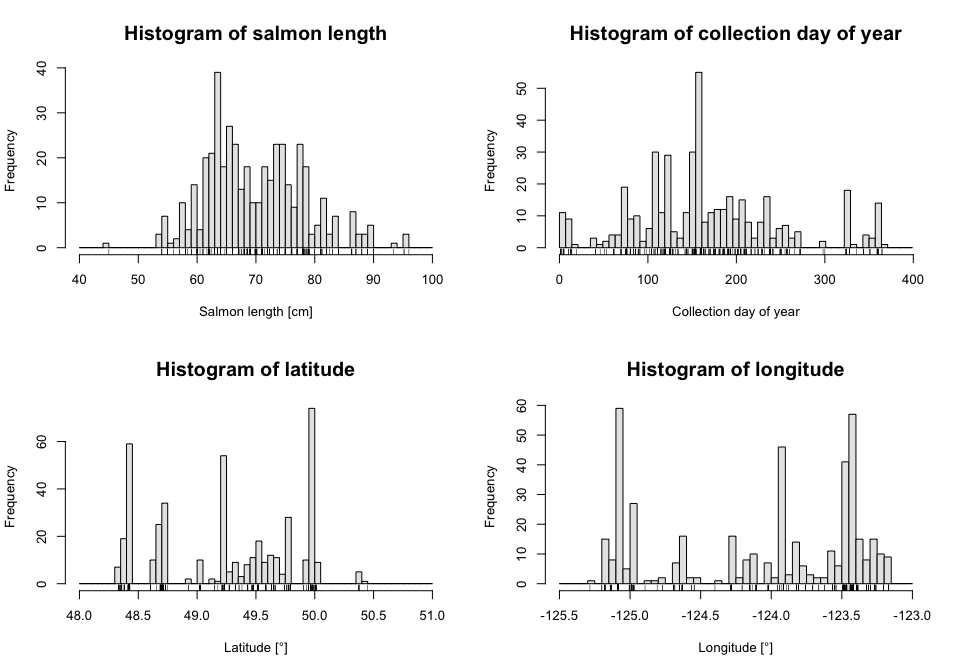 Histogram of salmon length
Frequency
0 10 20 30 40
40 50 60 70 80 90 100
Salmon length [cm]
Histogram of collection day of year
Frequency
0 10 20 30 40 50
0 100 200 300 400
Collection day of year
Histogram of latitude
Frequency
0 20 40 60
48.0 48.5 49.0 49.5 50.0 50.5 51.0
Latitude [°]
Histogram of longitude
Frequency
0 10 20 30 40 50 60
-125.5 -125.0 -124.5 -124.0 -123.5 -123.0
Longitude [°]